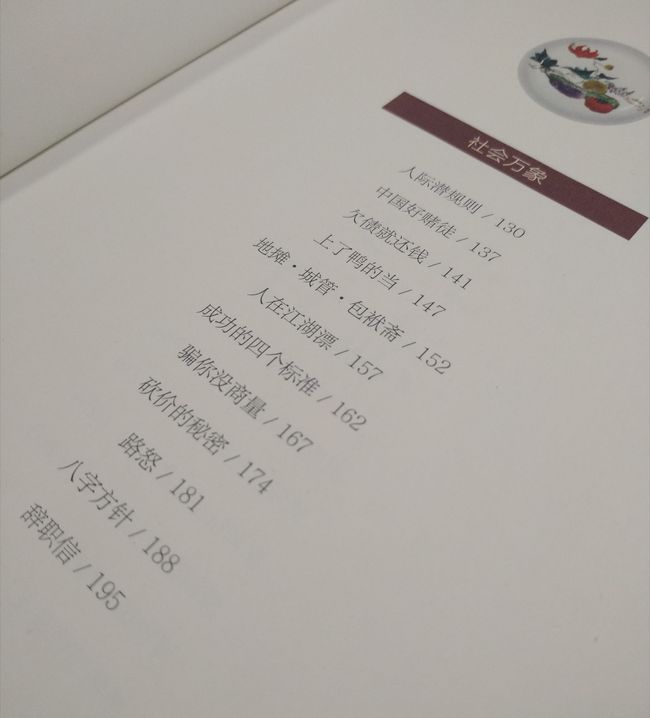 社会万象
人际潜规则 / 130
中国好赌徒 / 137
欠债就还钱 / 141
上了鸭的当 / 147
地摊·城管·包袱斋 / 152
人在江湖漂 / 157
成功的四个标准 / 162
骗你没商量 / 167
砍价的秘密 / 174
路怒 / 181
八字方针 / 188
辞职信 / 195